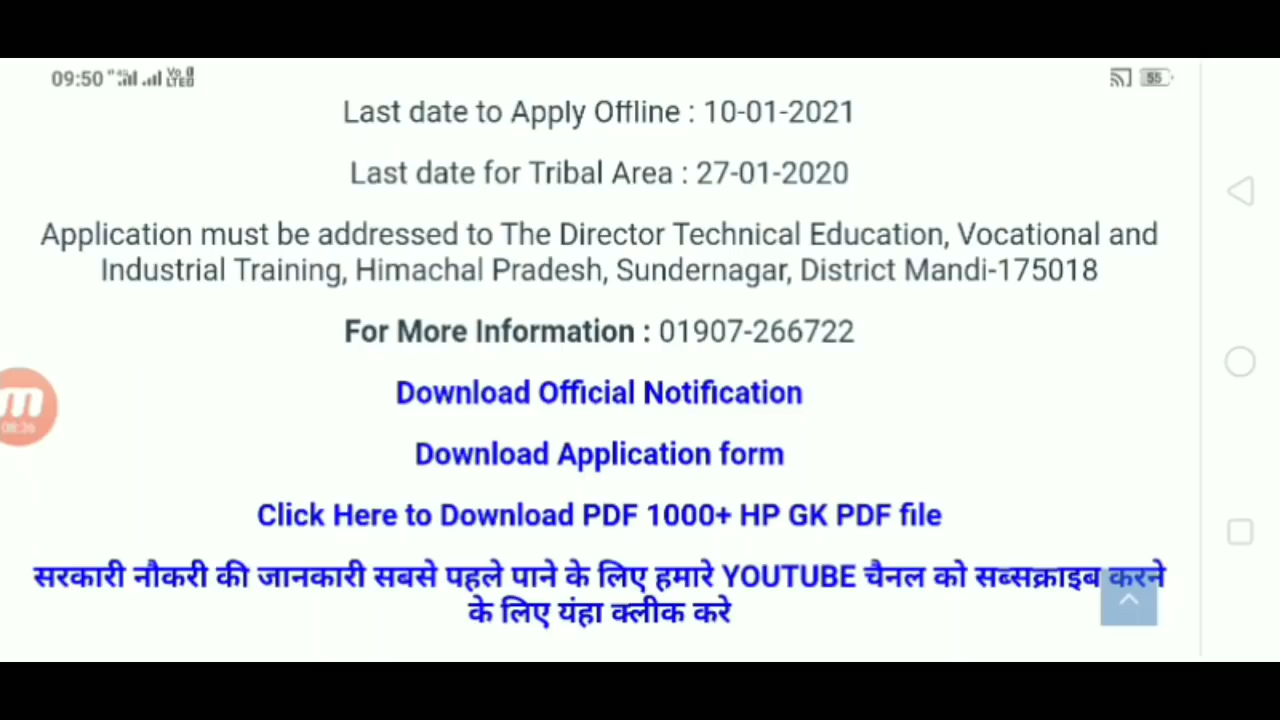 09:50
55
Last date to Apply Offline : 10-01-2021
Last date for Tribal Area : 27-01-2020
Application must be addressed to The Director Technical Education, Vocational and
Industrial Training, Himachal Pradesh, Sundernagar, District Mandi-175018
For More Information : 01907-266722
Download Official Notification
08:36
Download Application form
Click Here to Download PDF 1000+ HP GK PDF file
सरकारी नौकरी की जानकारी सबसे पहले पाने के लिए हमारे YOUTUBE चैनल को सब्सक्राइब करने
के लिए यंहा क्लीक करे